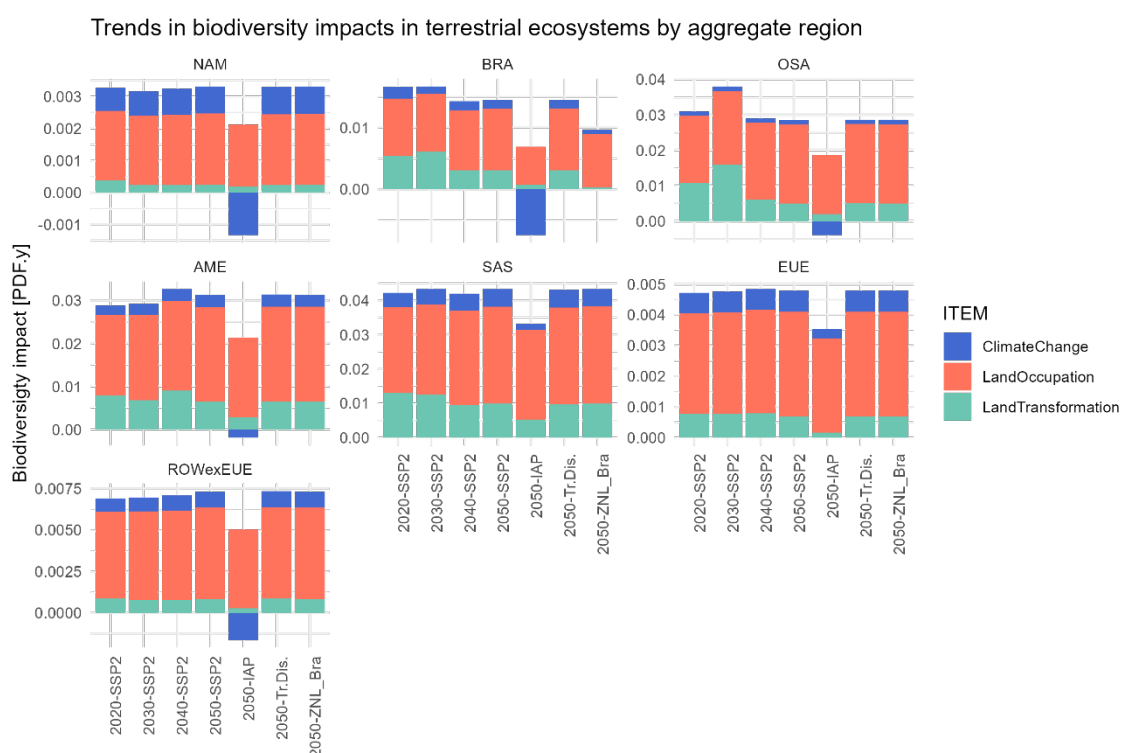 Trends in biodiversity impacts in terrestrial ecosystems by aggregate region
NAM
BRA
OSA
0.003
0.002
0.001
0.000
-0.001
0.01
0.00
0.04
0.03
0.02
0.01
0.00
Biodiversigty impact [PDF.y]
AME
SAS
EUE
0.03
0.02
0.01
0.00
0.04
0.03
0.02
0.01
0.00
0.005
0.004
0.003
0.002
0.001
0.000
ITEM
ClimateChange
LandOccupation
LandTransformation
2020-SSP2
2030-SSP2
2040-SSP2
2050-SSP2
2050-IAP
2050-Tr.Dis.
2050-ZNL_Bra
2020-SSP2
2030-SSP2
2040-SSP2
2050-SSP2
2050-IAP
2050-Tr.Dis.
2050-ZNL_Bra
ROWexEUE
0.0075
0.0050
0.0025
0.0000
2020-SSP2
2030-SSP2
2040-SSP2
2050-SSP2
2050-IAP
2050-Tr.Dis.
2050-ZNL_Bra